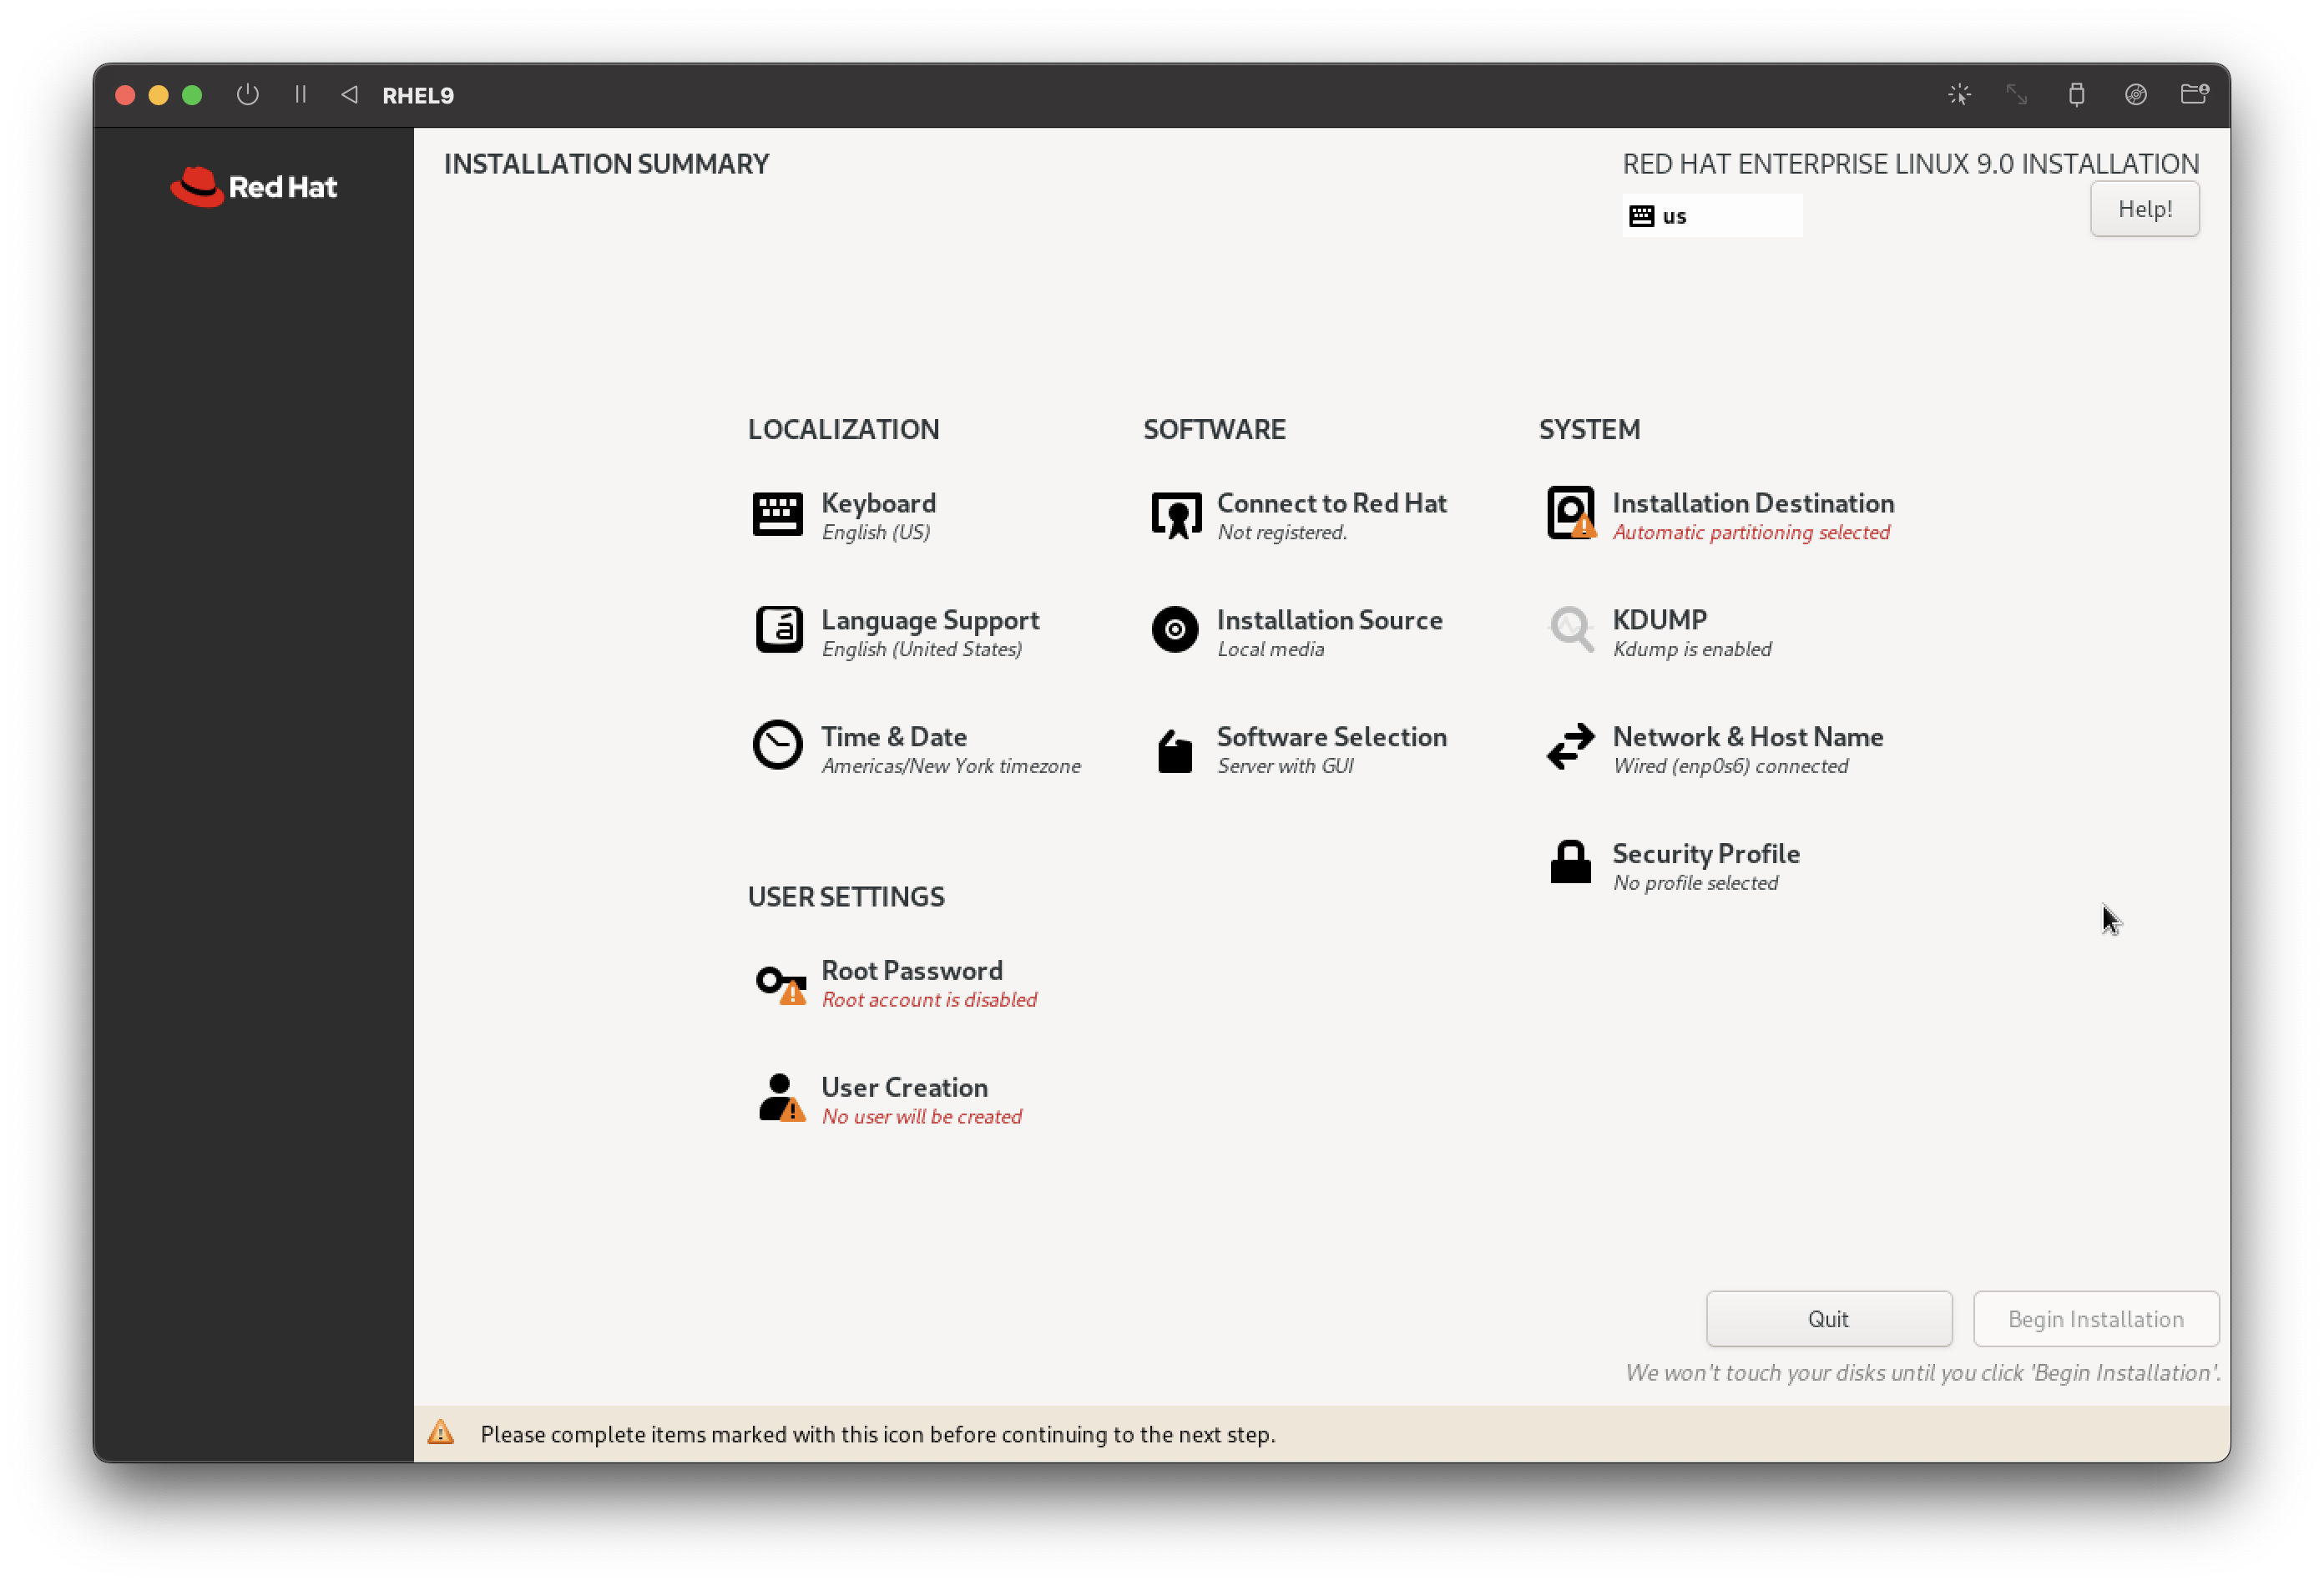 RHEL9
Red Hat
INSTALLATION SUMMARY
RED HAT ENTERPRISE LINUX 9.0 INSTALLATION
us
Help!
LOCALIZATION
Keyboard
English (US)
Language Support
English (United States)
Time & Date
Americas/New York timezone
SOFTWARE
Connect to Red Hat
Not registered.
Installation Source
Local media
Software Selection
Server with GUI
SYSTEM
Installation Destination
Automatic partitioning selected
KDUMP
Kdump is enabled
Network & Host Name
Wired (enp0s6) connected
Security Profile
No profile selected
USER SETTINGS
Root Password
Root account is disabled
User Creation
No user will be created
Quit
Begin Installation
We won't touch your disks until you click 'Begin Installation'.
Please complete items marked with this icon before continuing to the next step.